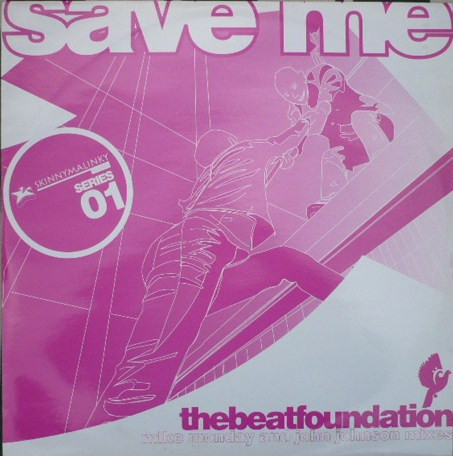 save me
SKINNYMALINKY
SERIES
01
thebeatfoundation
mike monday and john johnson mixes